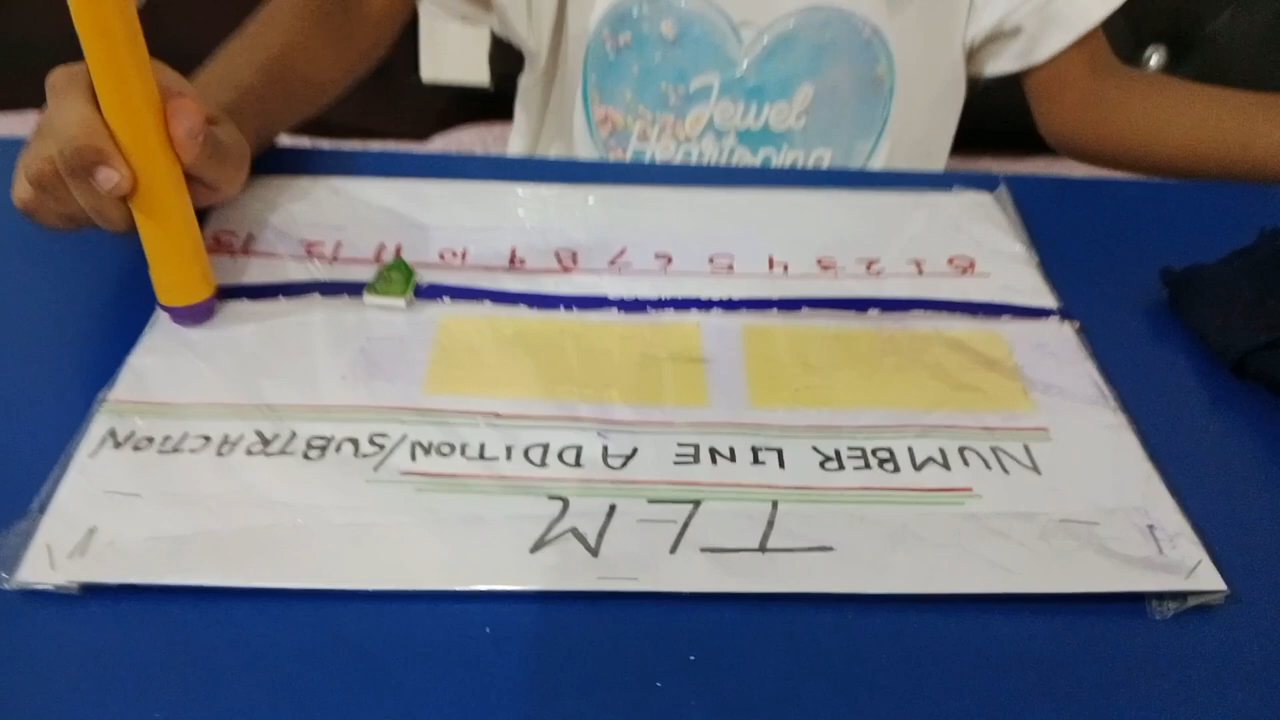 Jewel
TLM
NUMBER LINE ADDITION/SUBTRACTION
0 1 2 3 4 5 6 7 8 9 10 11 12 13